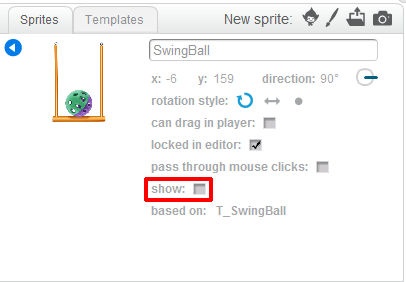 Sprites Templates New sprite:
SwingBall
x: -6 y: 159 direction: 90°
rotation style:
can drag in player:
locked in editor:
pass through mouse clicks:
show:
based on: T_SwingBall